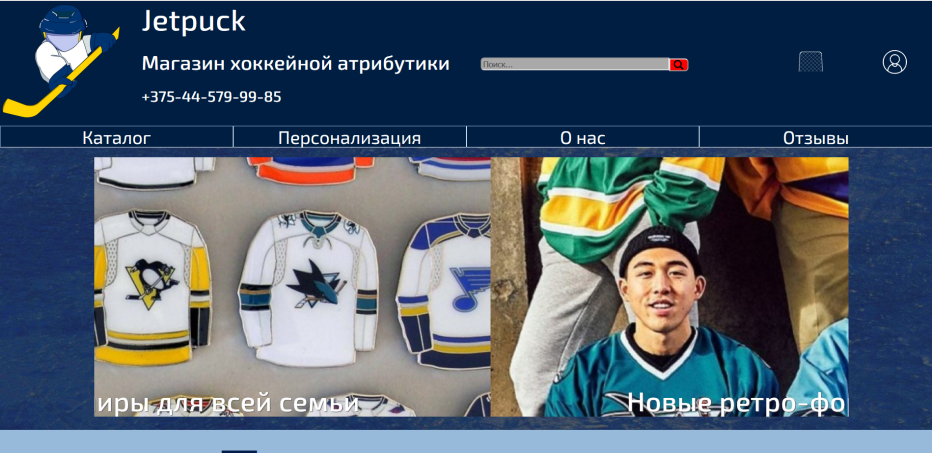 Jetpuck
Магазин хоккейной атрибутики
Поиск...
+375-44-579-99-85
Каталог
Персонализация
О нас
Отзывы
иры для всей семьи
Новые ретро-фо